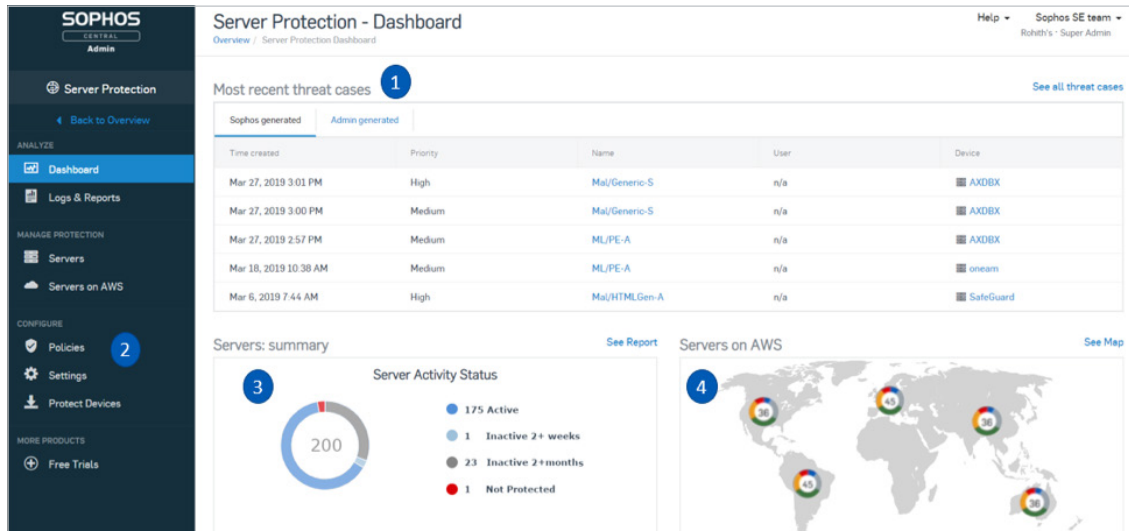 SOPHOS
CENTRAL
Admin
Server Protection
Back to Overview
ANALYZE
Dashboard
Logs & Reports
MANAGE PROTECTION
Servers
Servers on AWS
CONFIGURE
Policies
2
Settings
Protect Devices
MORE PRODUCTS
Free Trials
Server Protection - Dashboard
Overview / Server Protection Dashboard
Help
Sophos SE team
Rohith's - Super Admin
Most recent threat cases
1
See all threat cases
Sophos generated Admin generated
Time created Priority Name User Device
Mar 27, 2019 3:01 PM High Mal/Generic-S n/a AXDBX
Mar 27, 2019 3:00 PM Medium Mal/Generic-S n/a AXDBX
Mar 27, 2019 2:57 PM Medium ML/PE-A n/a AXDBX
Mar 18, 2019 10:38 AM Medium ML/PE-A n/a oneam
Mar 6, 2019 7:44 AM High Mal/HTMLGen-A n/a SafeGuard
Servers: summary
See Report
3
Server Activity Status
200
175 Active
1 Inactive 2+ weeks
23 Inactive 2+months
1 Not Protected
Servers on AWS
See Map
4
36
45
36
45
36